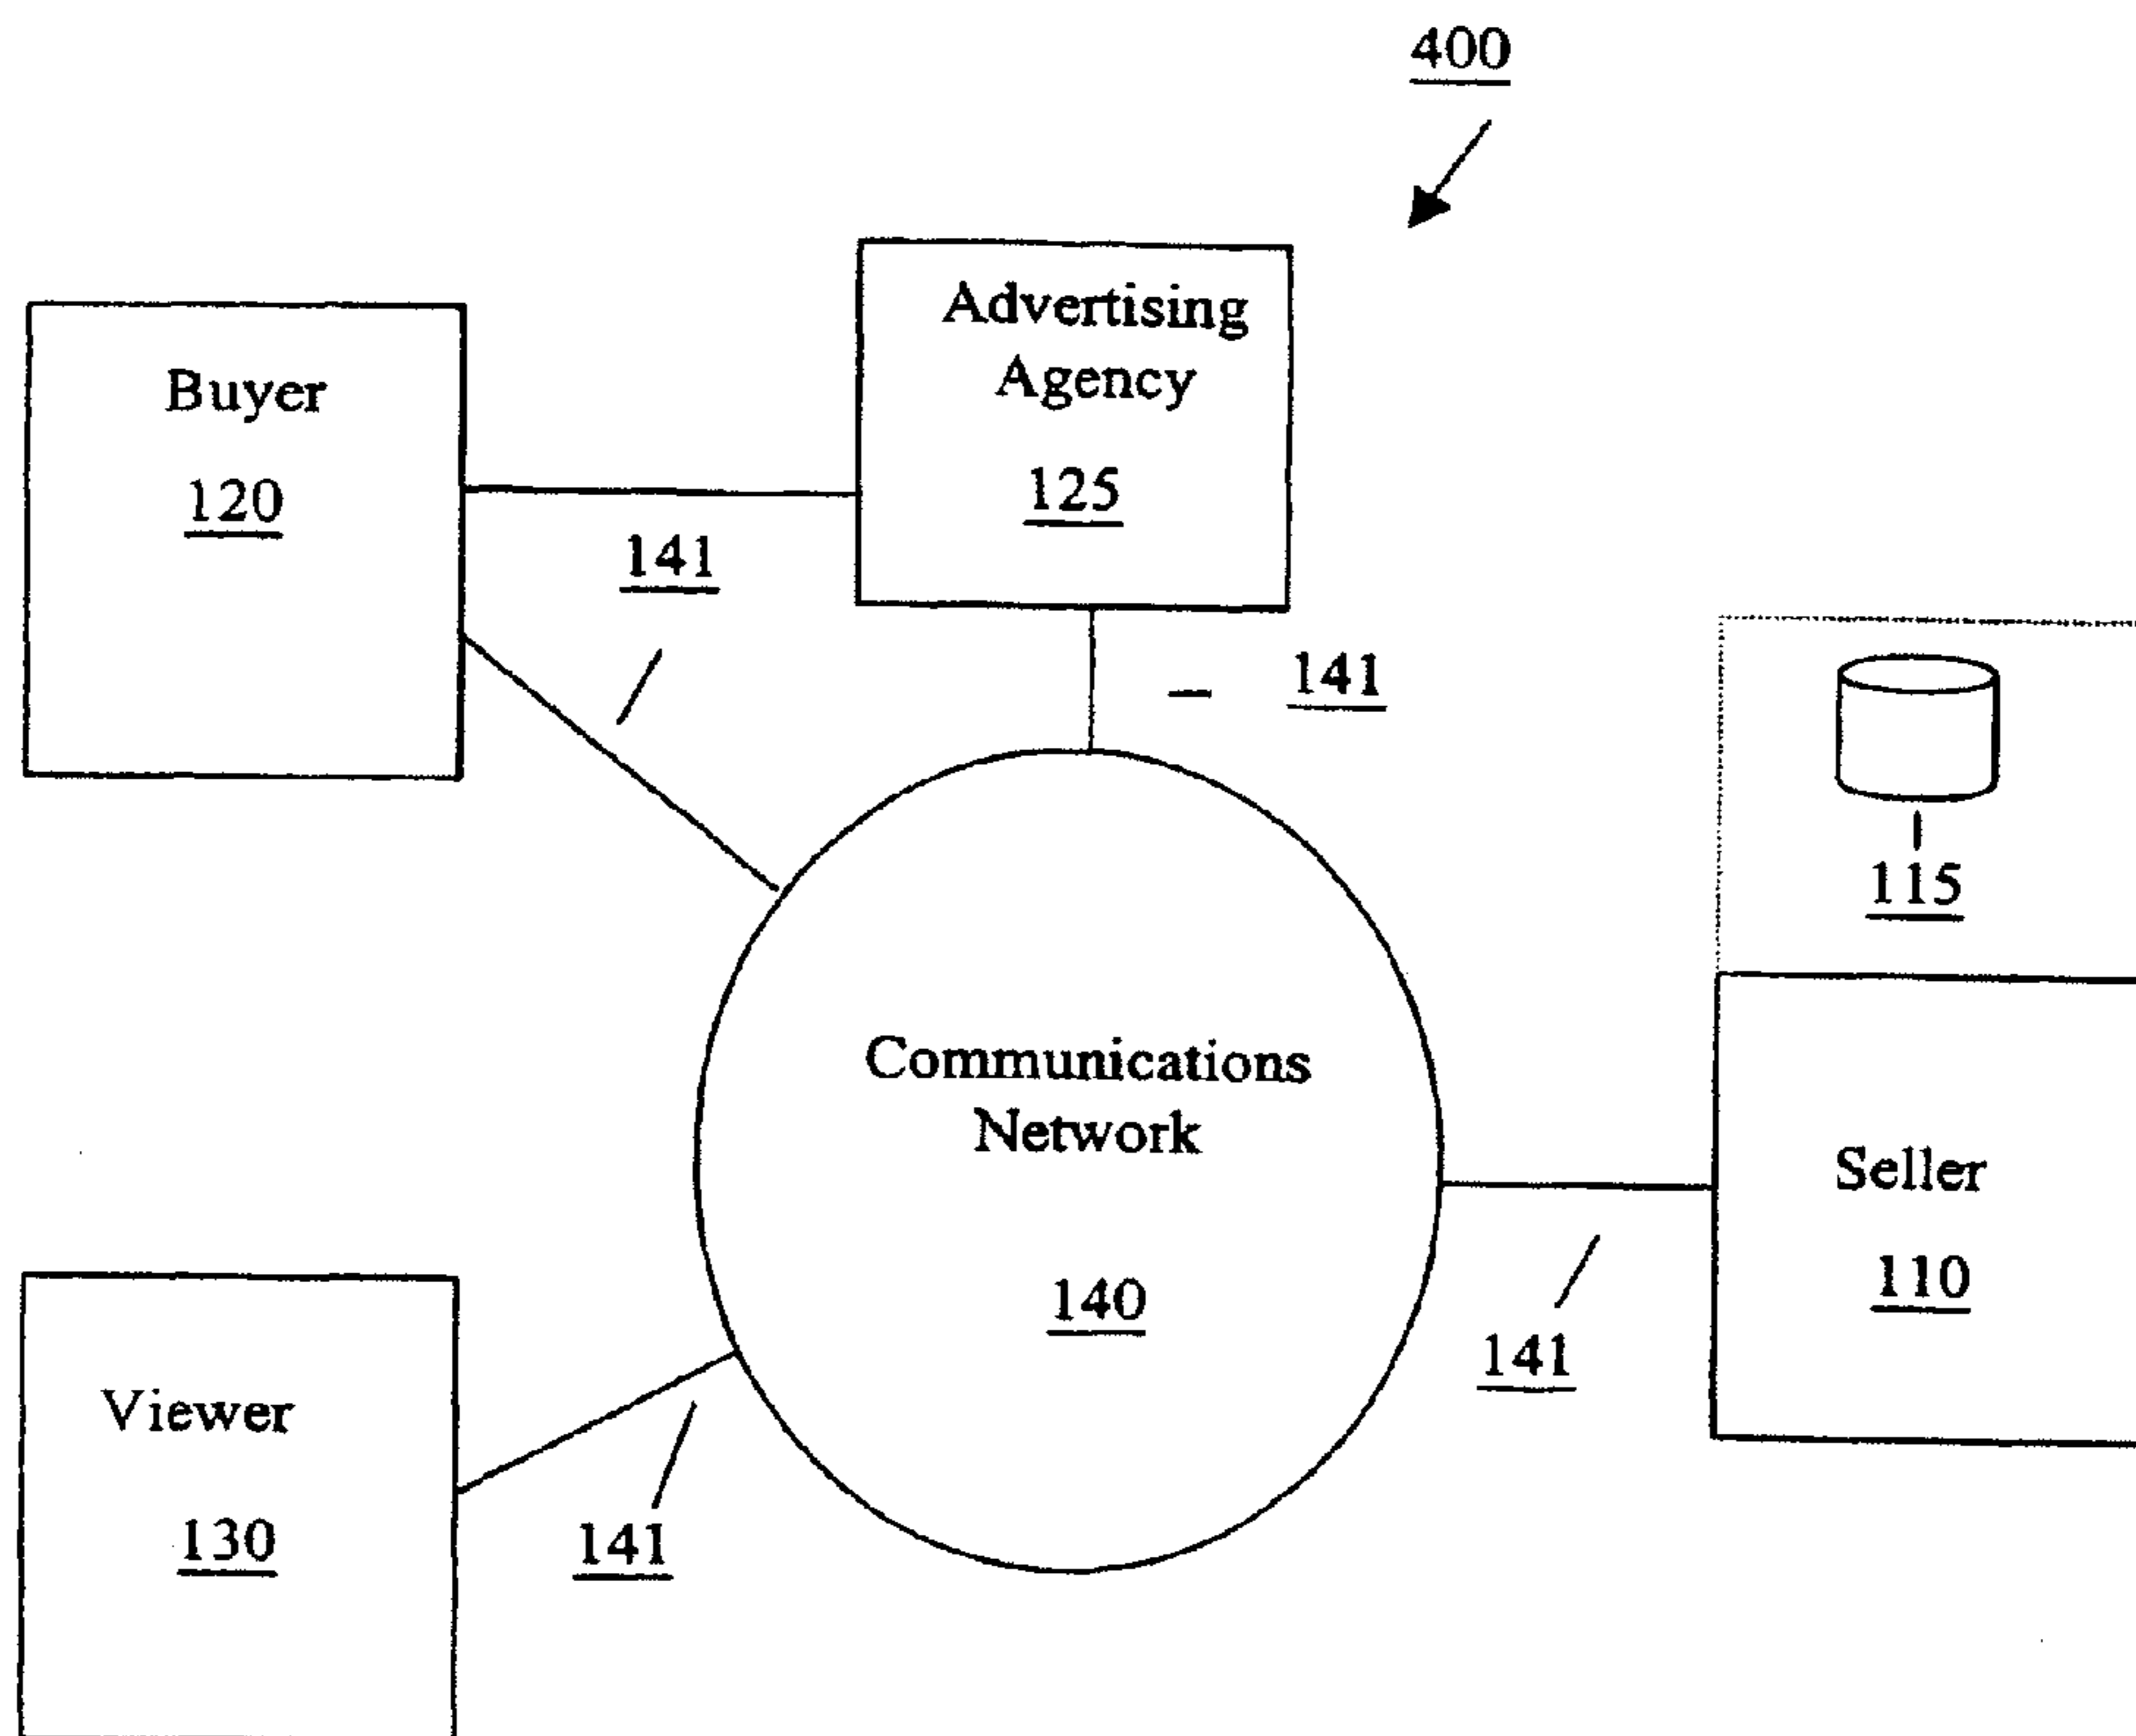 400
Advertising
Agency
125
Buyer
120
141
141
115
Communications
Network
140
Seller
110
141
Viewer
130
141